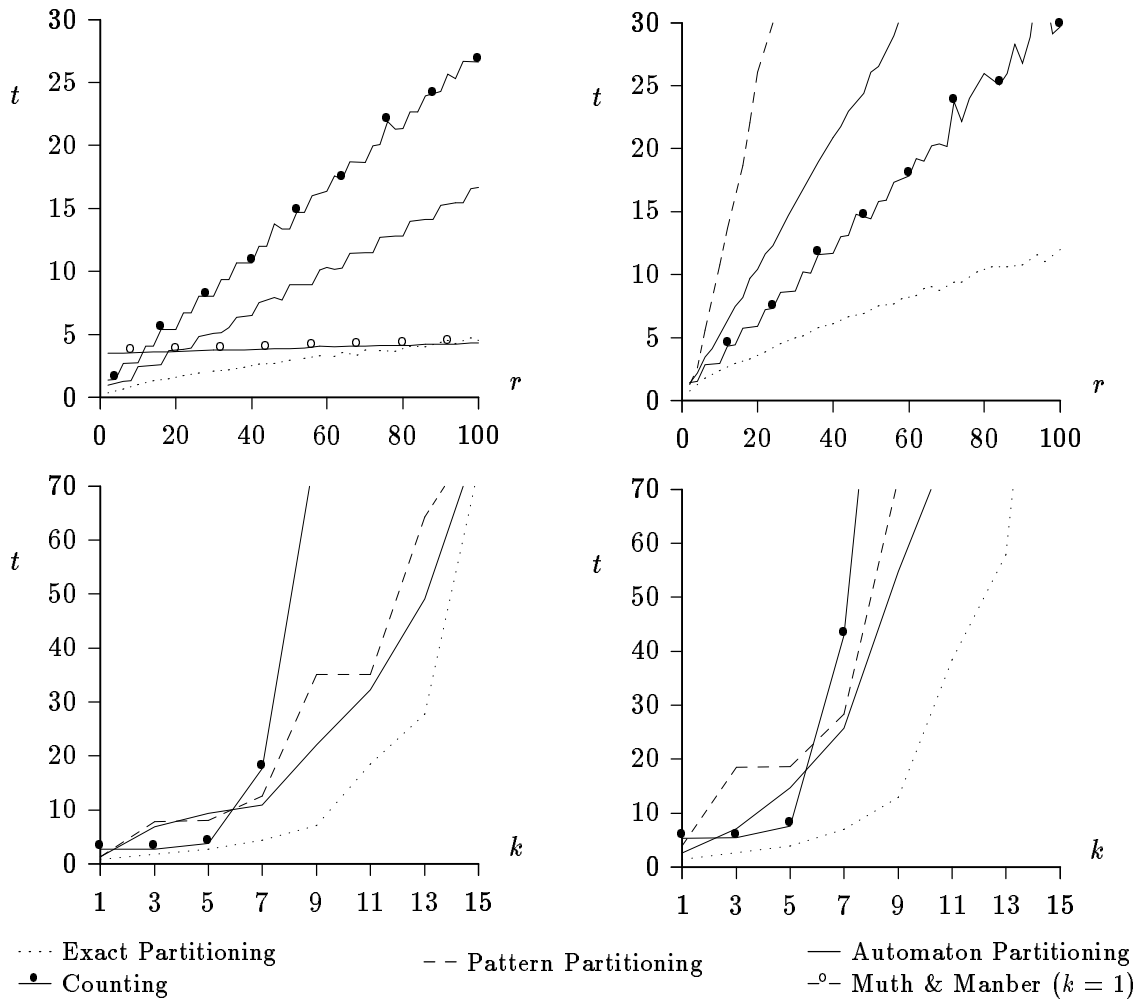 30
25
20
15
10
5
0
t
0 20 40 60 80 100
r
30
25
20
15
10
5
0
t
0 20 40 60 80 100
r
70
60
50
40
30
20
10
0
t
1 3 5 7 9 11 13 15
k
70
60
50
40
30
20
10
0
t
1 3 5 7 9 11 13 15
k
Exact Partitioning
Counting
Pattern Partitioning
Automaton Partitioning
Muth & Manber (k = 1)